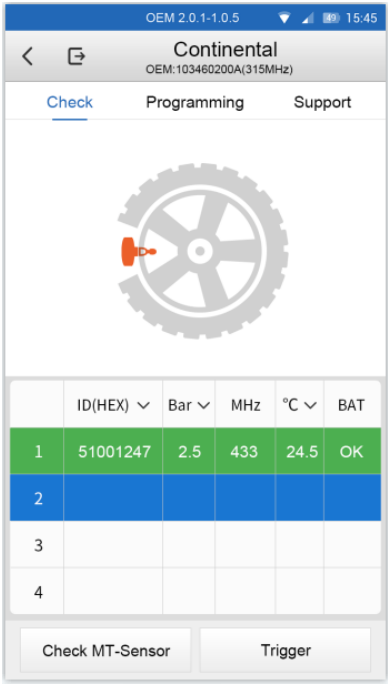 OEM 2.0.1-1.0.5 49 15:45
Continental
OEM:103460200A(315MHz)
Check Programming Support
ID(HEX) Bar MHz °C BAT
1 51001247 2.5 433 24.5 OK
2
3
4
Check MT-Sensor Trigger